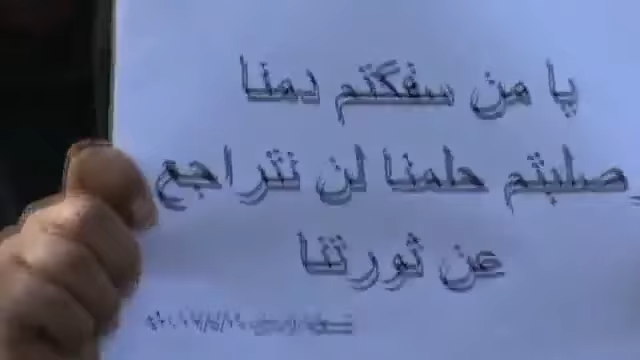 يا من سفكتم دمنا
صلبتم حلمنا لن نتراجع
عن ثورتنا